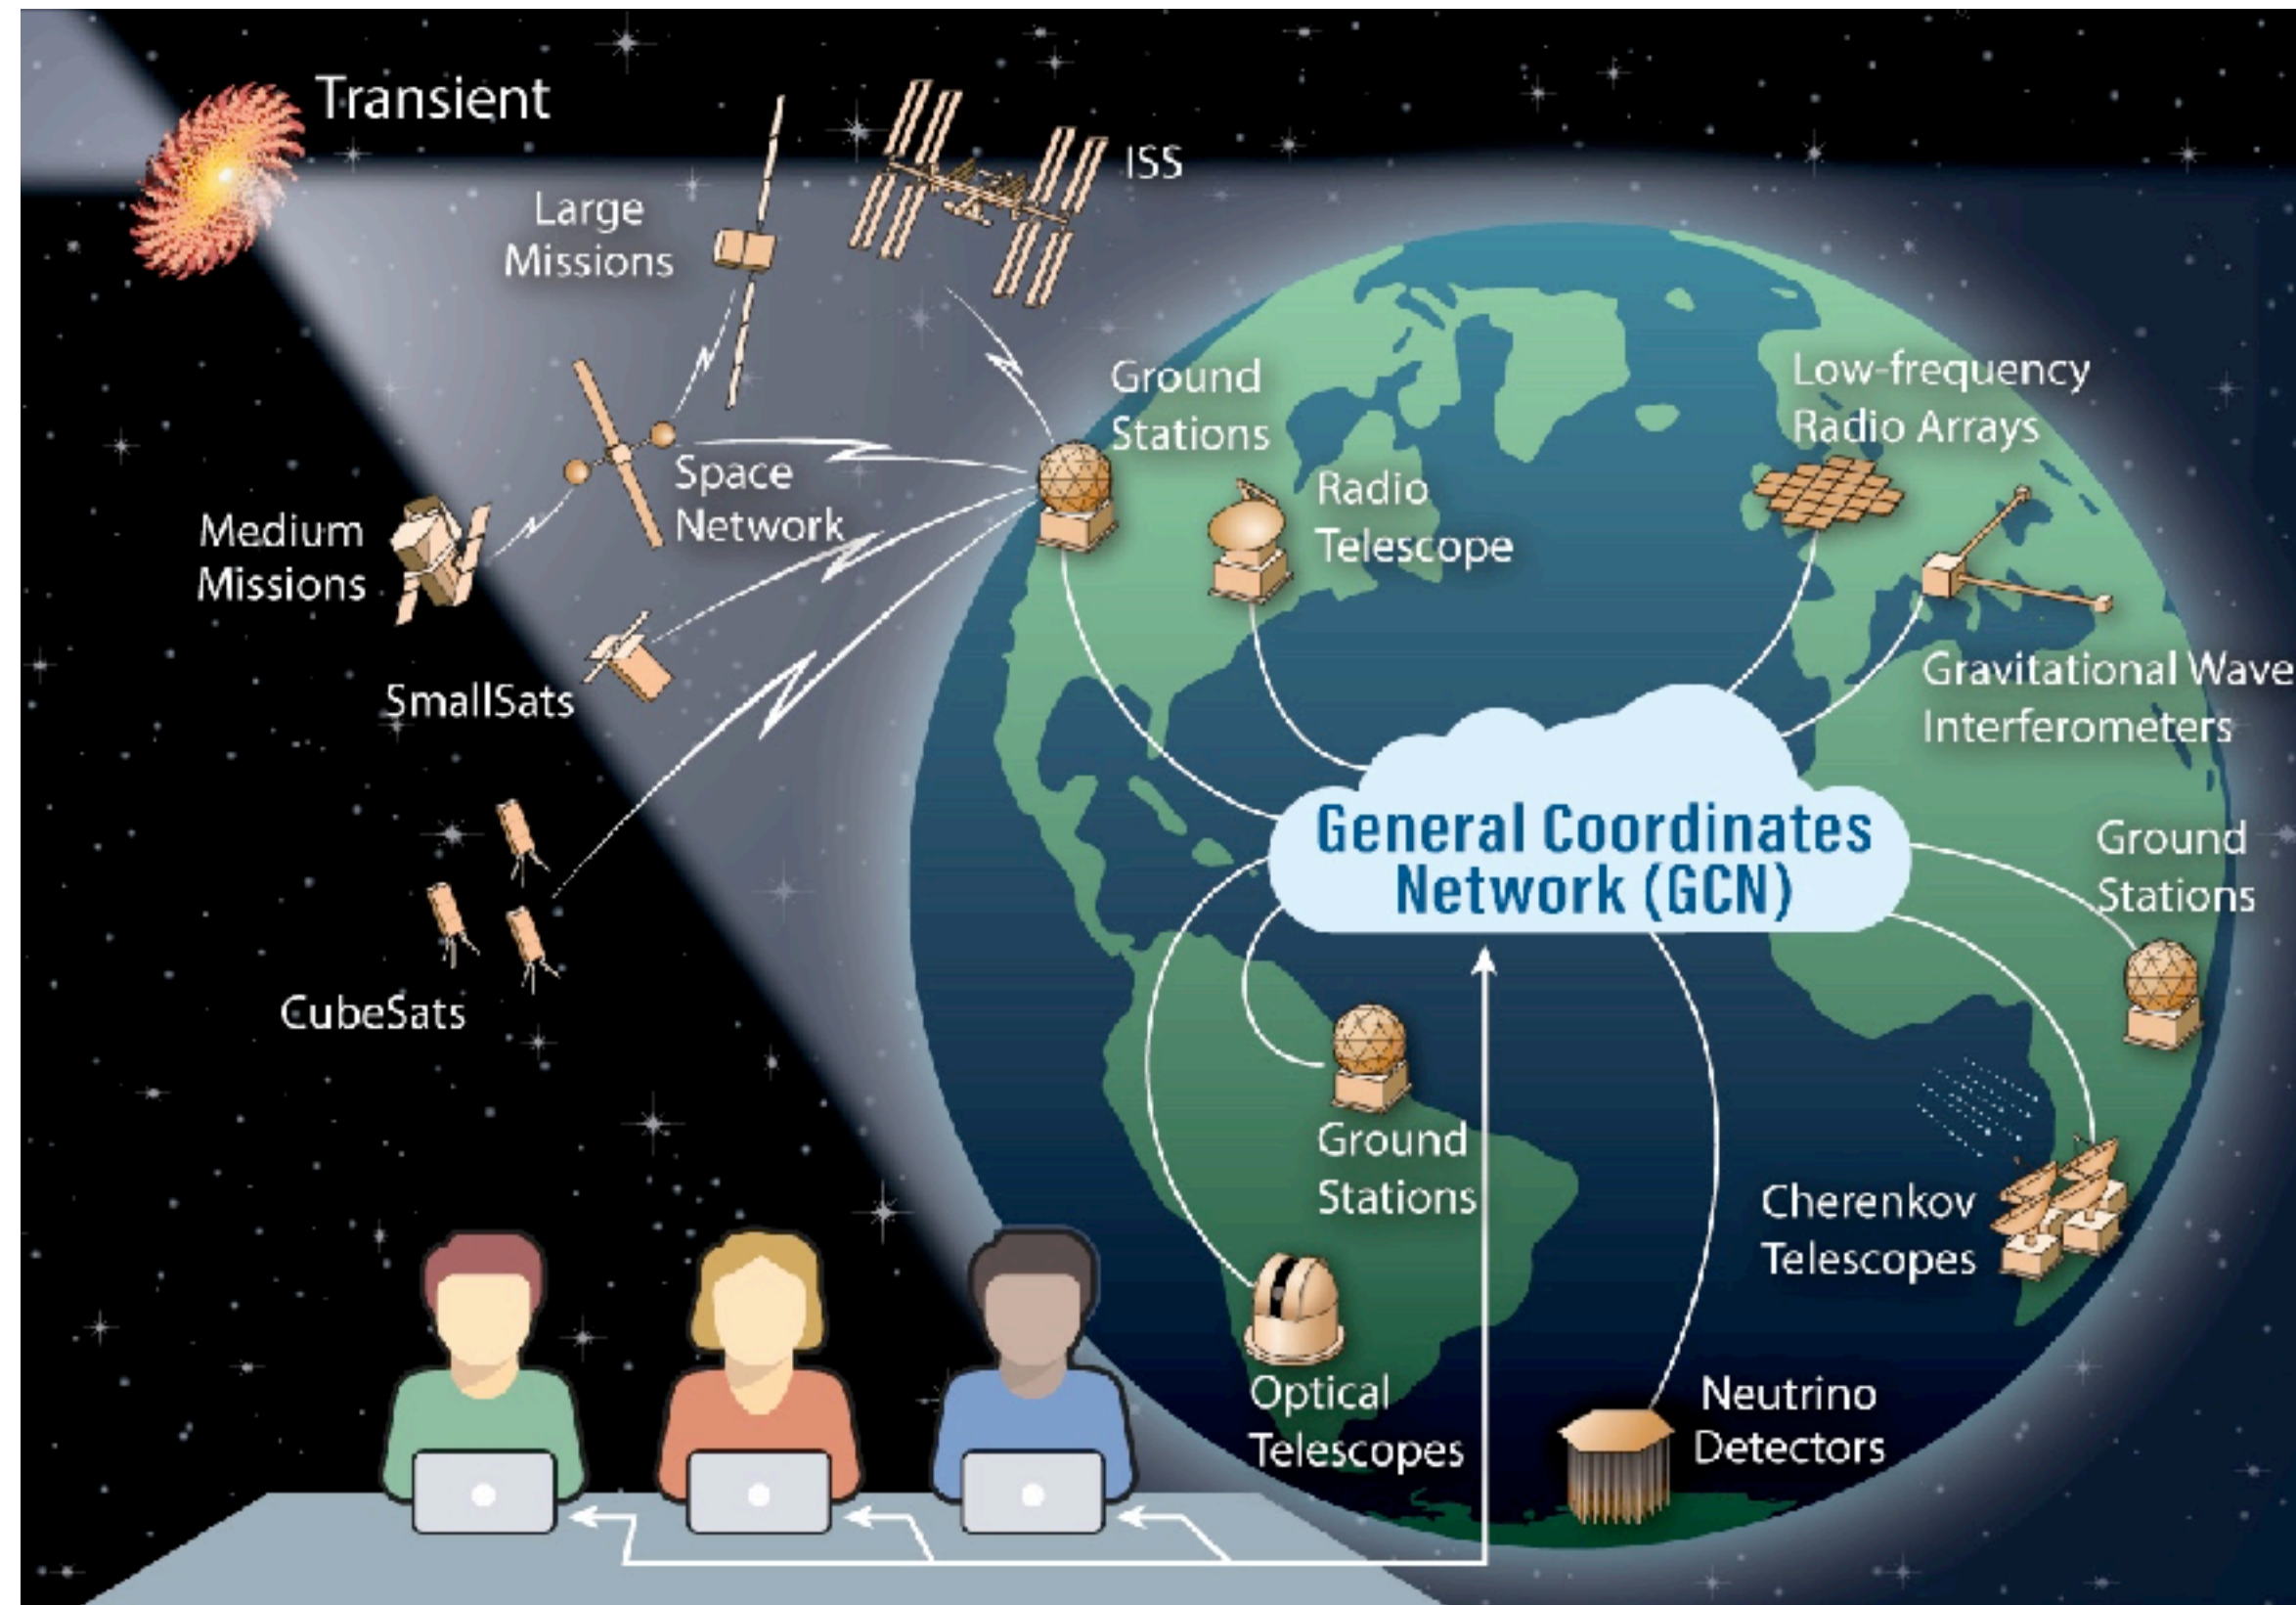 Transient
ISS
Large
Missions
Ground
Stations
Low-frequency
Radio Arrays
Space
Network
Radio
Telescope
Medium
Missions
SmallSats
Gravitational Wave
Interferometers
General Coordinates
Network (GCN)
Ground
Stations
CubeSats
Ground
Stations
Cherenkov
Telescopes
Optical
Telescopes
Neutrino
Detectors